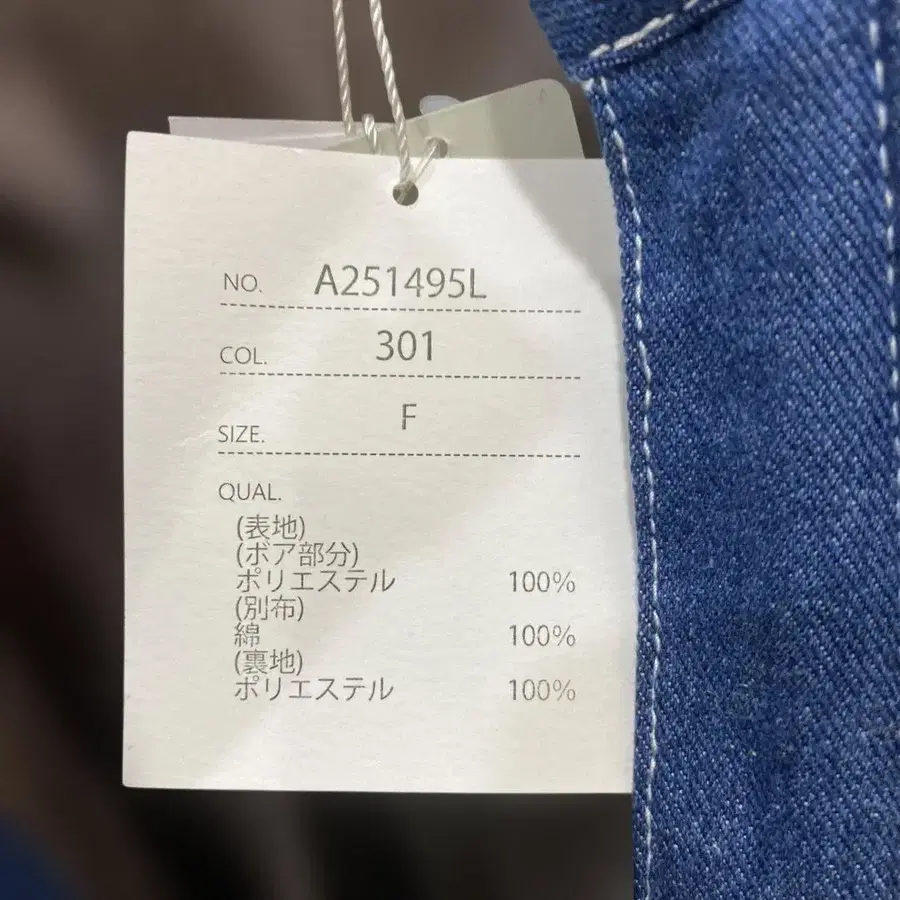 NO. A251495L
COL. 301
SIZE. F
QUAL.
(表地)
(ボア部分)
ポリエステル 100%
(別布)
綿 100%
(裏地)
ポリエステル 100%